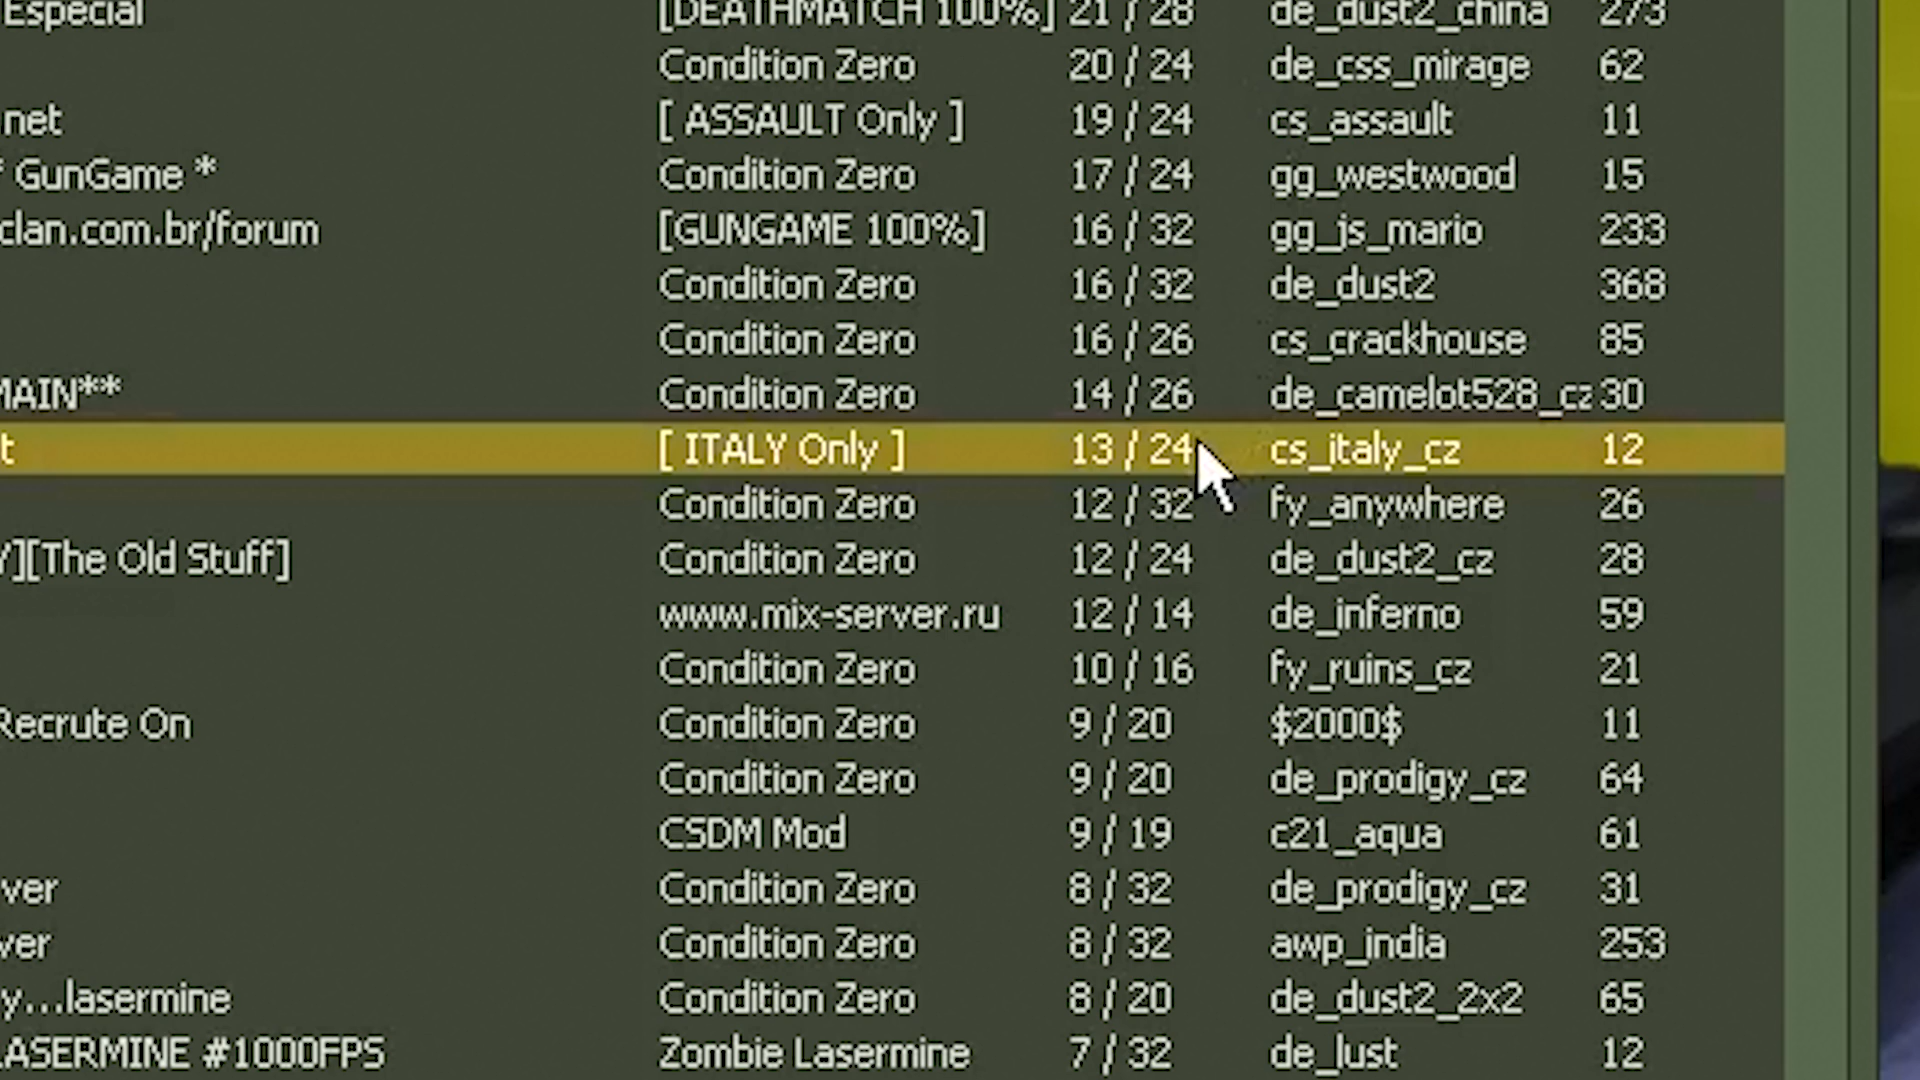 Especial [DEATHMATCH 100%] 21 / 28 de_dust2_china 273
Condition Zero 20 / 24 de_css_mirage 62
net [ ASSAULT Only ] 19 / 24 cs_assault 11
* GunGame * Condition Zero 17 / 24 gg_westwood 15
clan.com.br/forum [GUNGAME 100%] 16 / 32 gg_js_mario 233
Condition Zero 16 / 32 de_dust2 368
Condition Zero 16 / 26 cs_crackhouse 85
MAIN** Condition Zero 14 / 26 de_camelot528_cz 30
t [ ITALY Only ] 13 / 24 cs_italy_cz 12
Condition Zero 12 / 32 fy_anywhere 26
Y][The Old Stuff] Condition Zero 12 / 24 de_dust2_cz 28
www.mix-server.ru 12 / 14 de_inferno 59
Condition Zero 10 / 16 fy_ruins_cz 21
Recrute On Condition Zero 9 / 20 $2000$ 11
Condition Zero 9 / 20 de_prodigy_cz 64
CSDM Mod 9 / 19 c21_aqua 61
ver Condition Zero 8 / 32 de_prodigy_cz 31
ver Condition Zero 8 / 32 awp_india 253
y...lasermine Condition Zero 8 / 20 de_dust2_2x2 65
LASERMINE #1000FPS Zombie Lasermine 7 / 32 de_lust 12